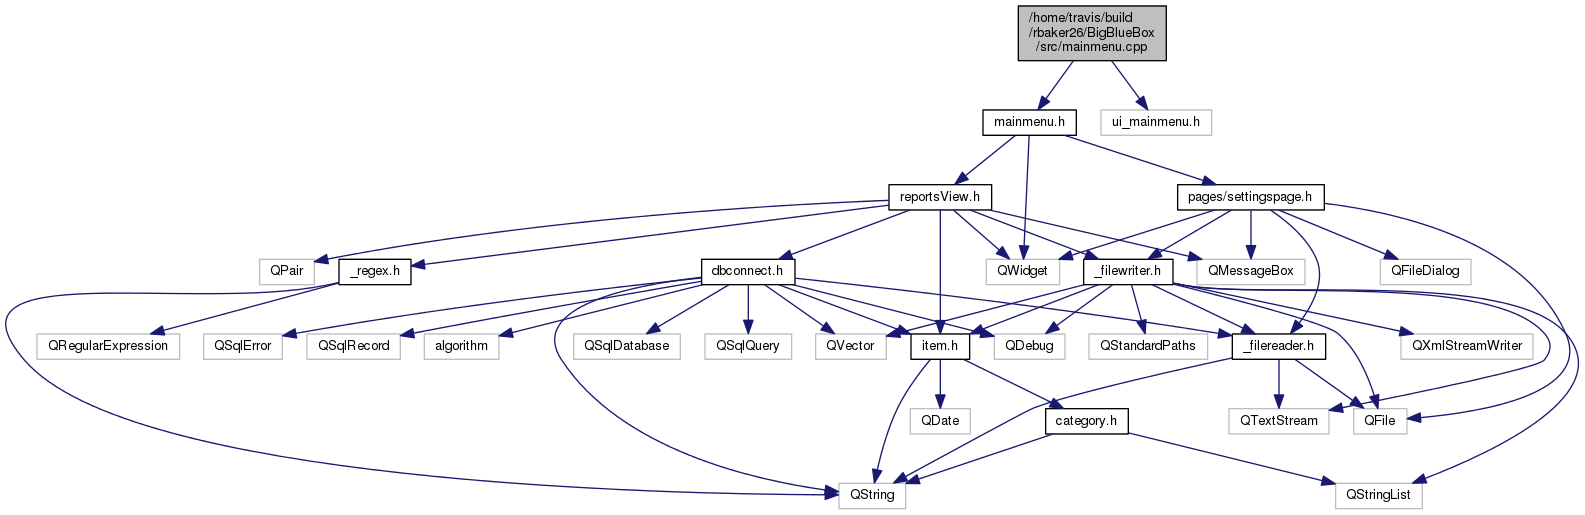 /home/travis/build
/rbaker26/BigBlueBox
/src/mainmenu.cpp
mainmenu.h
ui_mainmenu.h
reportsView.h
pages/settingspage.h
QPair
_regex.h
dbconnect.h
QWidget
_filewriter.h
QMessageBox
QFileDialog
QRegularExpression
QSqlError
QSqlRecord
algorithm
QSqlDatabase
QSqlQuery
QVector
item.h
QDebug
QStandardPaths
_filereader.h
QXmlStreamWriter
QDate
category.h
QTextStream
QFile
QString
QStringList